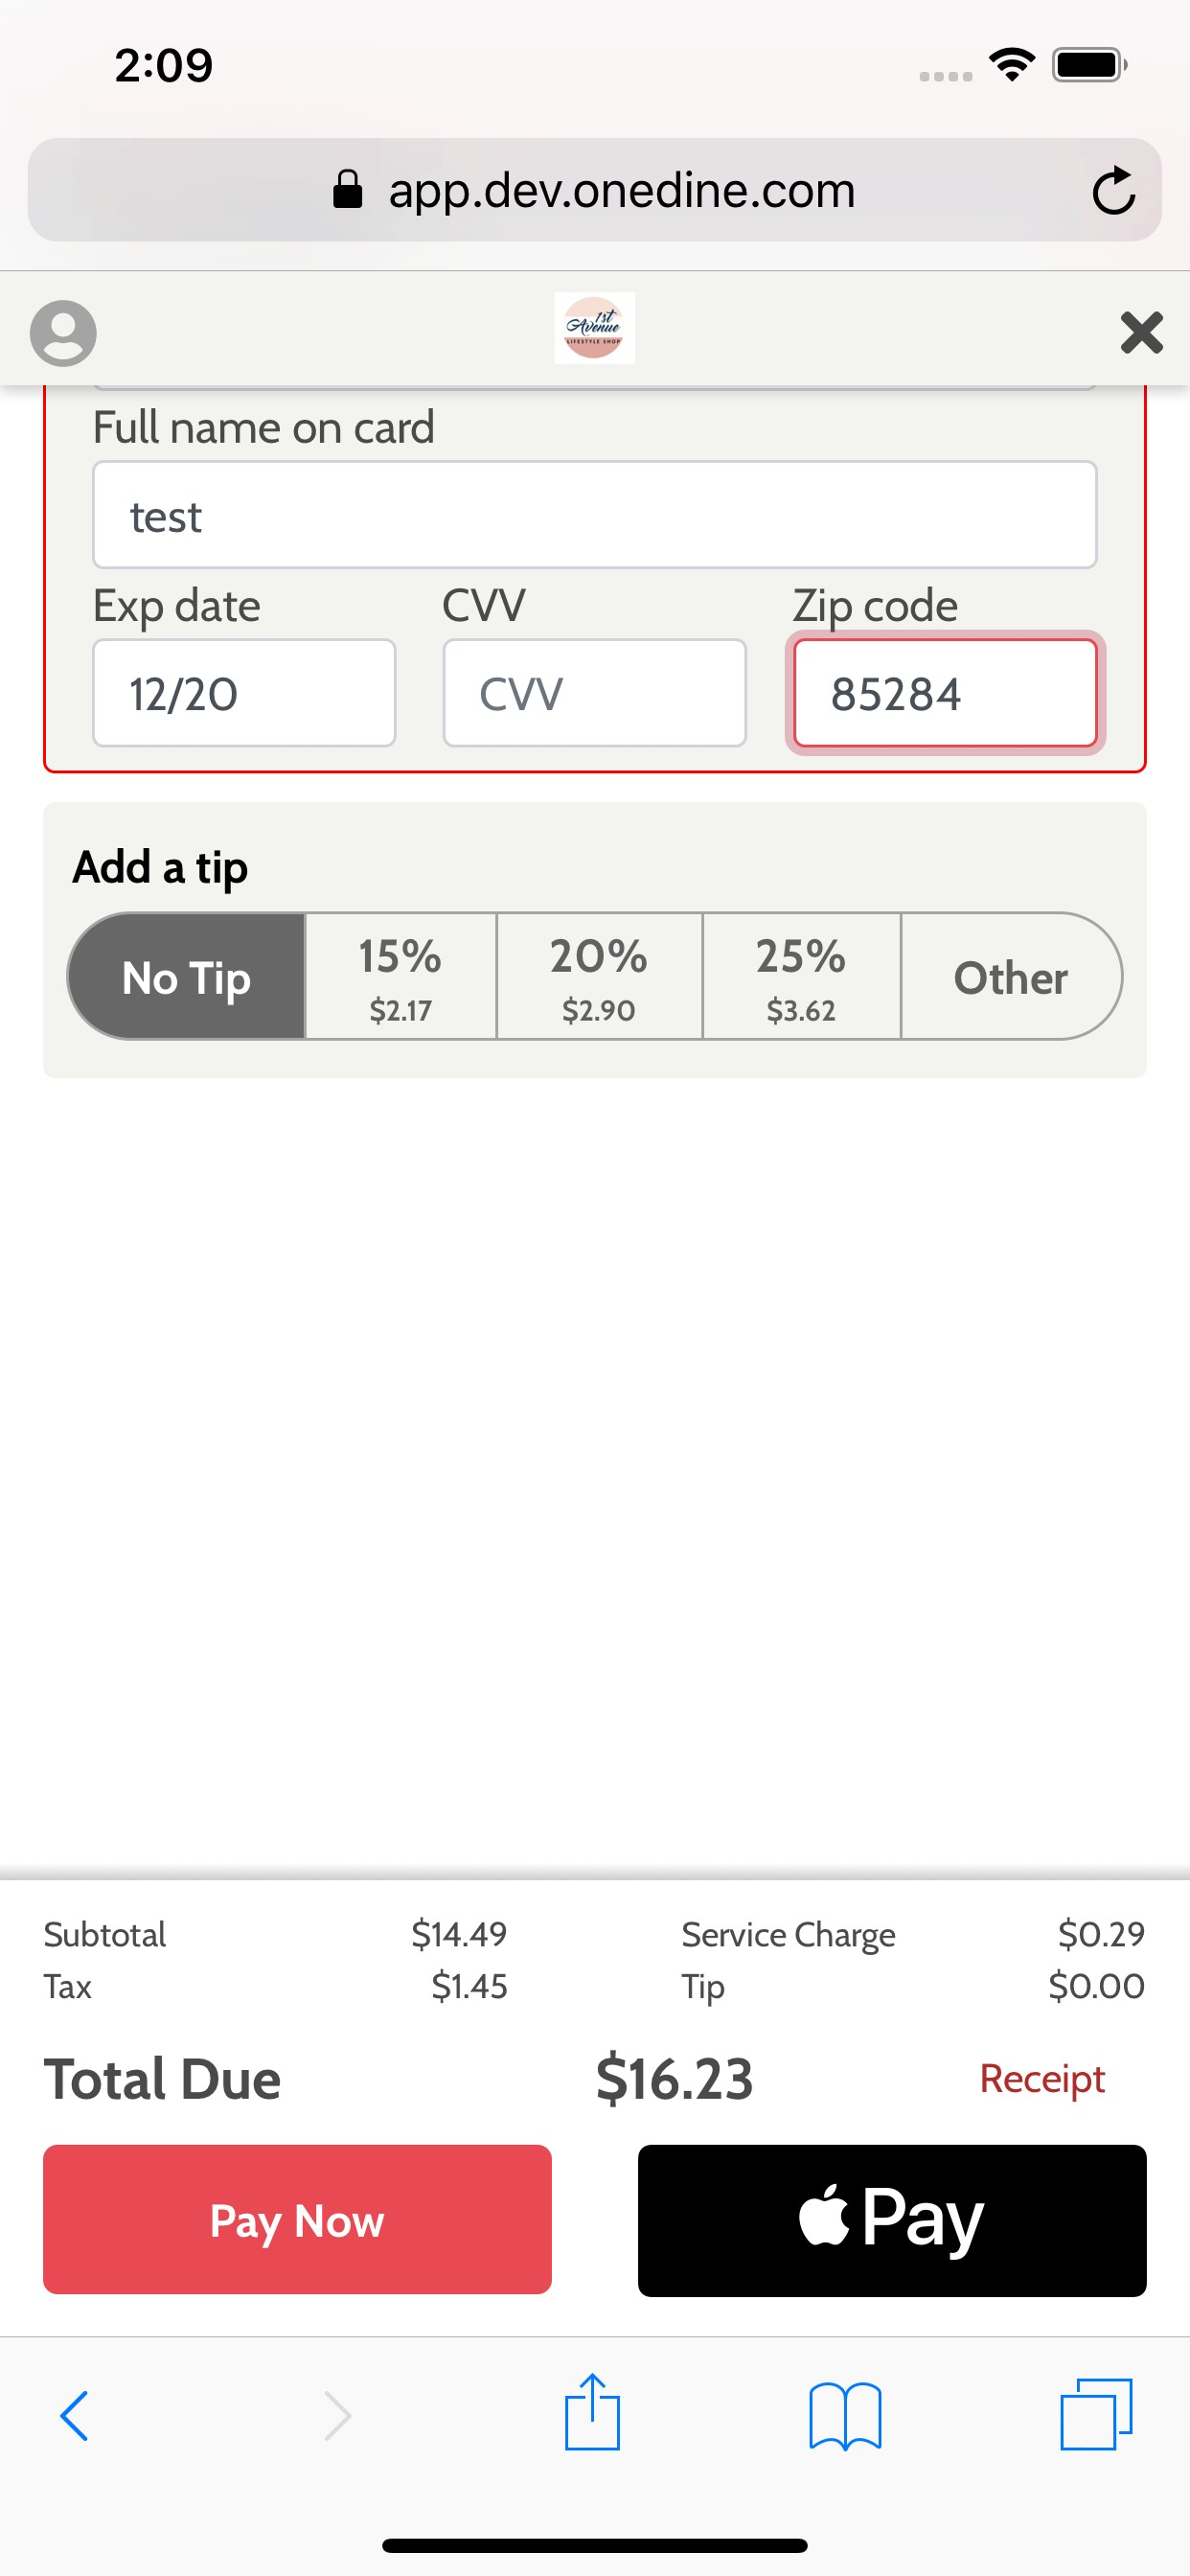 2:09
app.dev.onedine.com
1st
Avenue
LIFESTYLE SHOP
Full name on card
test
Exp date CVV Zip code
12/20 CVV 85284
Add a tip
No Tip 15% 20% 25% Other
$2.17 $2.90 $3.62
Subtotal $14.49 Service Charge $0.29
Tax $1.45 Tip $0.00
Total Due $16.23 Receipt
Pay Now Pay